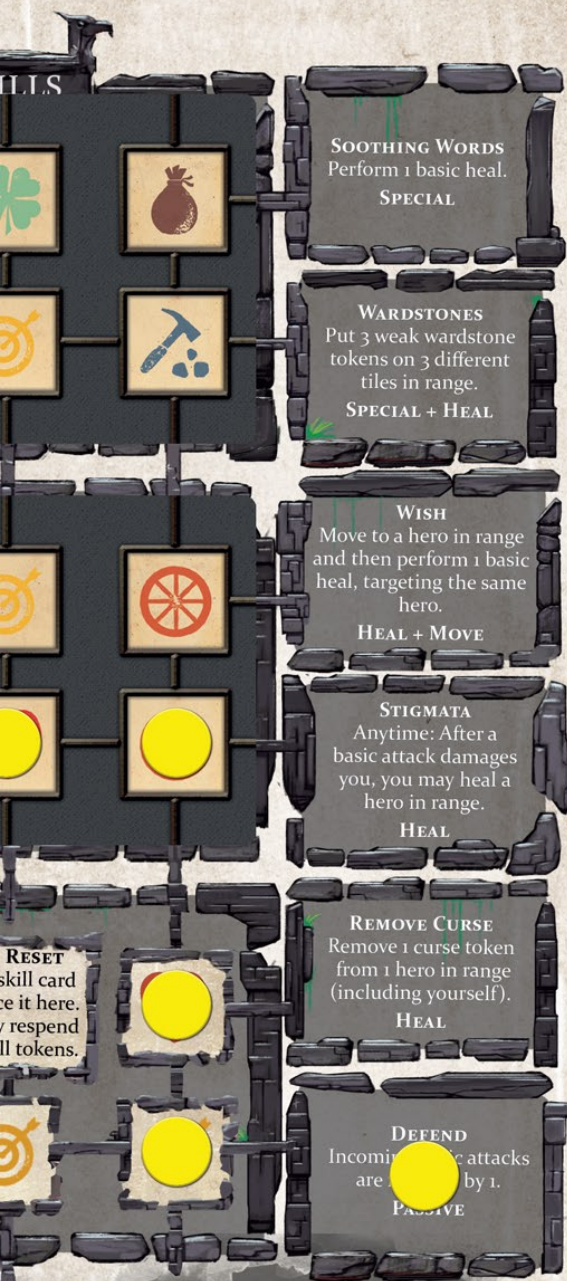 ILLS
SOOTHING WORDS
Perform 1 basic heal.
SPECIAL
WARDSTONES
Put 3 weak wardstone
tokens on 3 different
tiles in range.
SPECIAL + HEAL
WISH
Move to a hero in range
and then perform 1 basic
heal, targeting the same
hero.
HEAL + MOVE
STIGMATA
Anytime: After a
basic attack damages
you, you may heal a
hero in range.
HEAL
RESET
skill card
ce it here.
y respend
ll tokens.
REMOVE CURSE
Remove 1 curse token
from 1 hero in range
(including yourself).
HEAL
DEFEND
attacks
are by 1.
PASSIVE